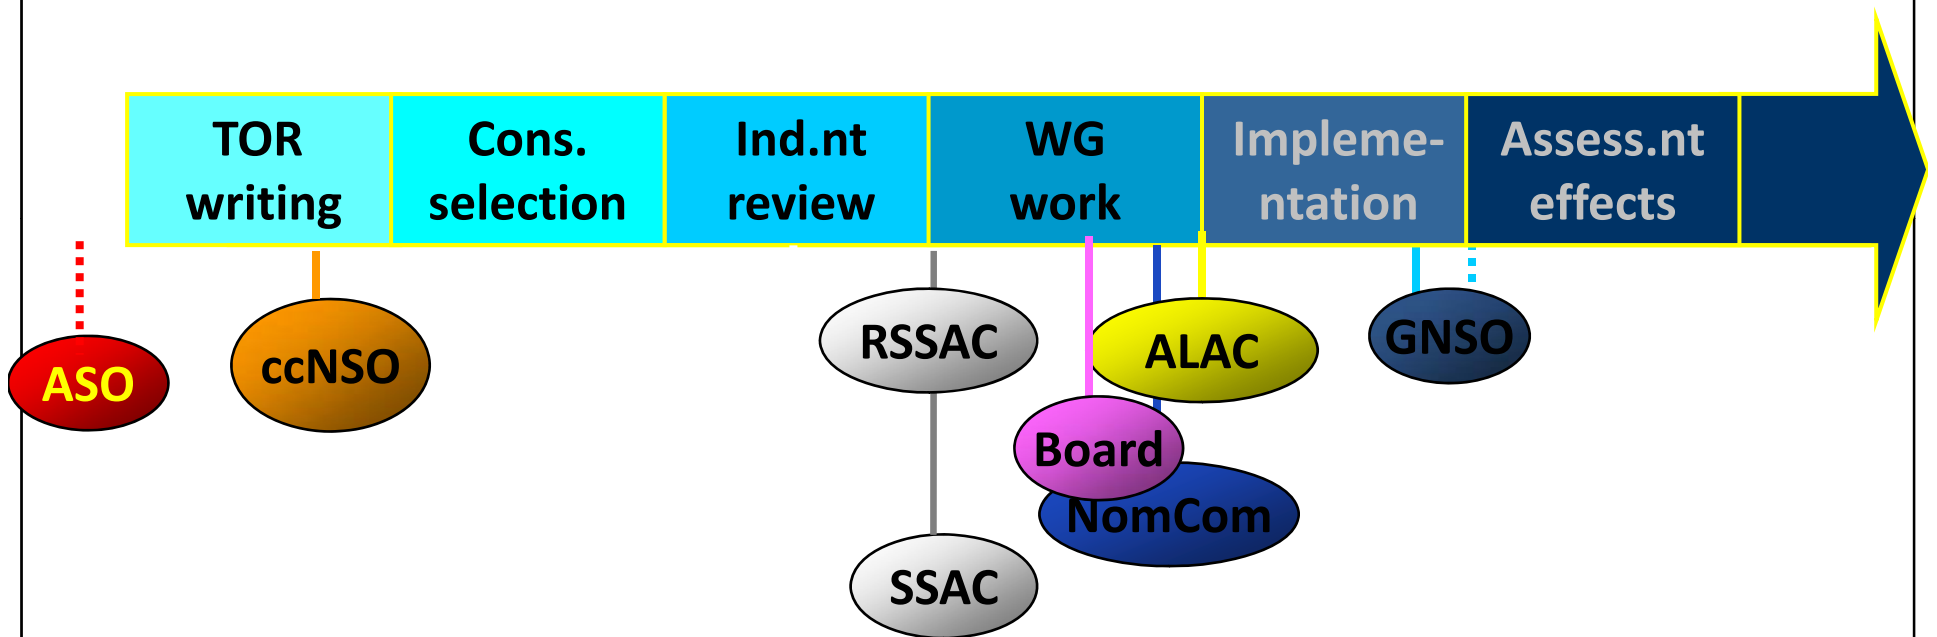 TOR
writing
Cons.
selection
Ind.nt
review
WG
work
Impleme-
ntation
Assess.nt
effects
ASO
ccNSO
RSSAC
ALAC
GNSO
Board
NomCom
SSAC